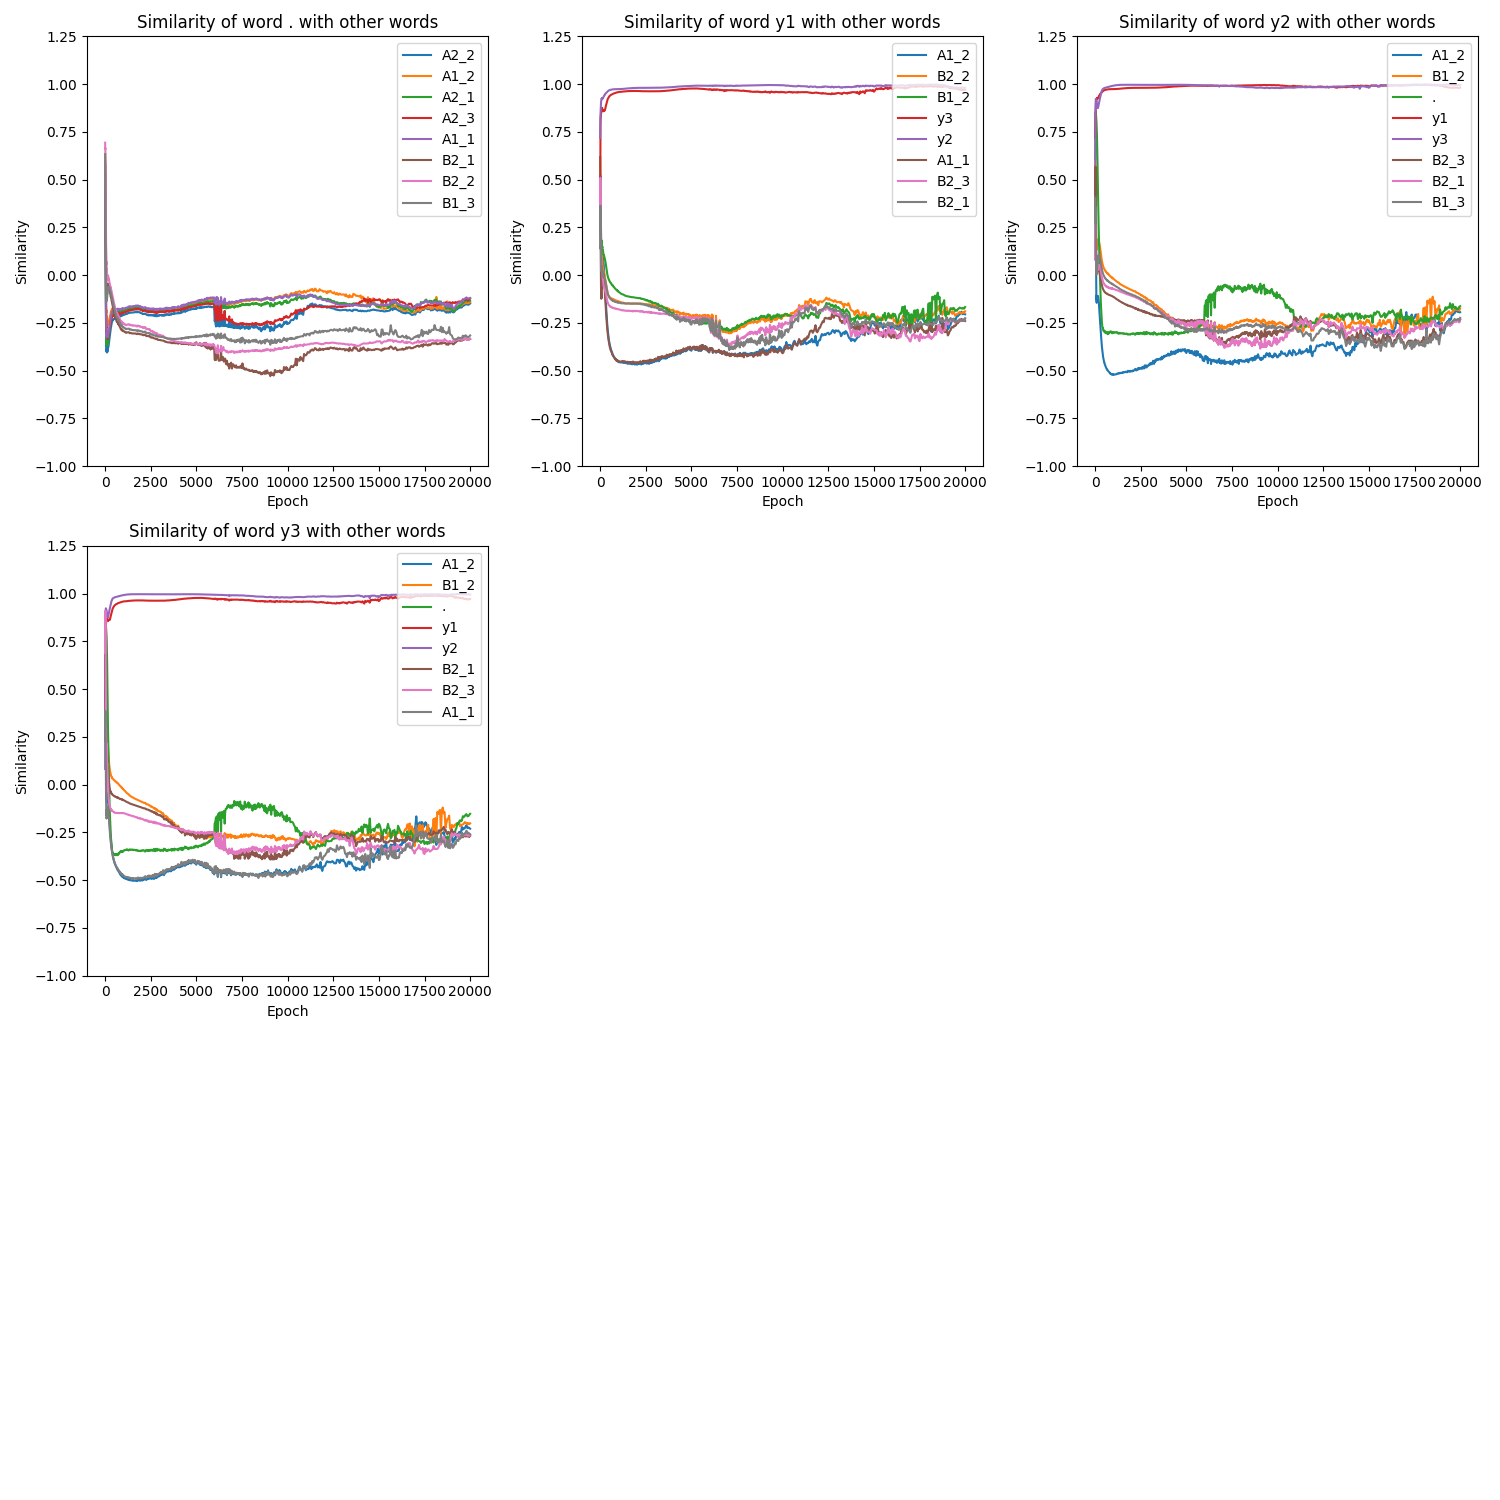 Similarity of word . with other words
Similarity
1.25
1.00
0.75
0.50
0.25
0.00
−0.25
−0.50
−0.75
−1.00
0 2500 5000 7500 10000 12500 15000 17500 20000
Epoch
A2_2
A1_2
A2_1
A2_3
A1_1
B2_1
B2_2
B1_3
Similarity of word y1 with other words
Similarity
1.25
1.00
0.75
0.50
0.25
0.00
−0.25
−0.50
−0.75
−1.00
0 2500 5000 7500 10000 12500 15000 17500 20000
Epoch
A1_2
B2_2
B1_2
y3
y2
A1_1
B2_3
B2_1
Similarity of word y2 with other words
Similarity
1.25
1.00
0.75
0.50
0.25
0.00
−0.25
−0.50
−0.75
−1.00
0 2500 5000 7500 10000 12500 15000 17500 20000
Epoch
A1_2
B1_2
.
y1
y3
B2_3
B2_1
B1_3
Similarity of word y3 with other words
Similarity
1.25
1.00
0.75
0.50
0.25
0.00
−0.25
−0.50
−0.75
−1.00
0 2500 5000 7500 10000 12500 15000 17500 20000
Epoch
A1_2
B1_2
.
y1
y2
B2_1
B2_3
A1_1